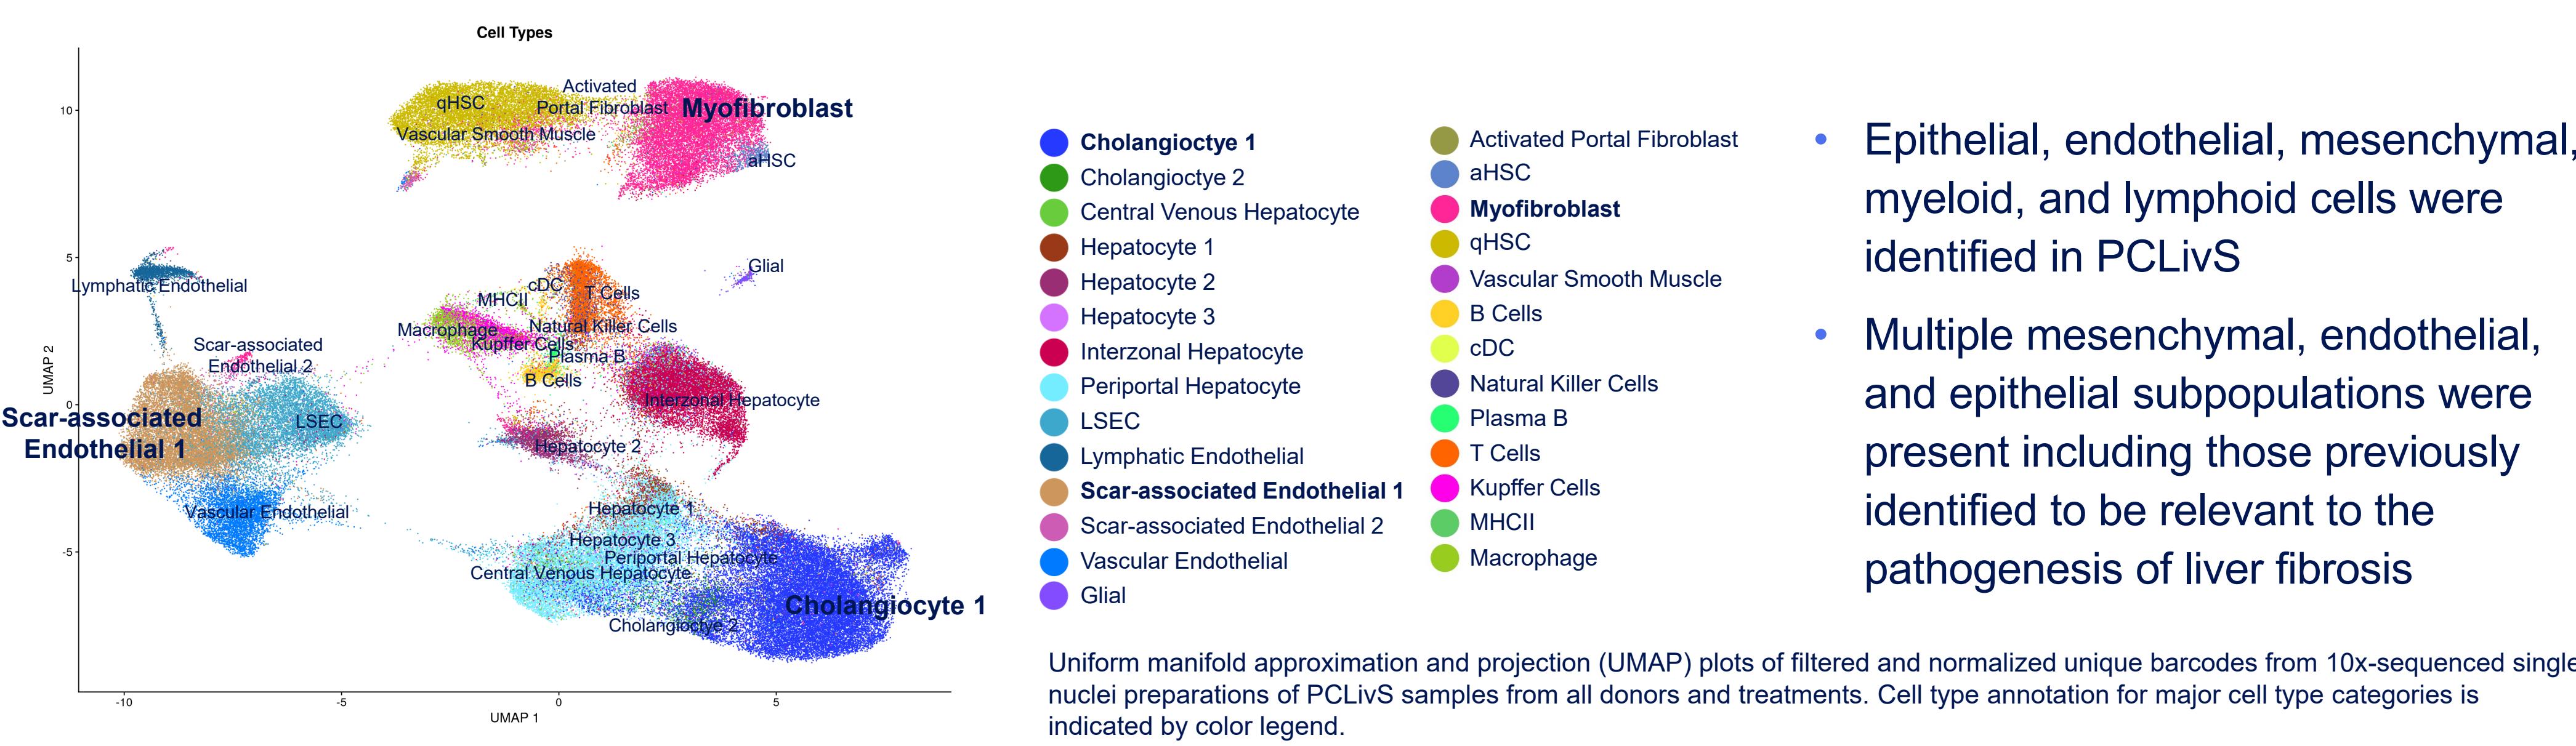 Cell Types
UMAP 2
10
5
0
-5
-10
-5
0
5
UMAP 1
qHSC
Activated
Portal Fibroblast
Myofibroblast
Vascular Smooth Muscle
aHSC
Lymphatic Endothelial
Glial
cDC
T Cells
MHCII
Macrophage
Natural Killer Cells
Kupffer Cells
Plasma B
B Cells
Scar-associated
Endothelial 2
Scar-associated
Endothelial 1
LSEC
Interzonal Hepatocyte
Hepatocyte 2
Vascular Endothelial
Hepatocyte 1
Hepatocyte 3
Periportal Hepatocyte
Central Venous Hepatocyte
Cholangiocyte 1
Cholangioctye 2
Cholangioctye 1
Cholangioctye 2
Central Venous Hepatocyte
Hepatocyte 1
Hepatocyte 2
Hepatocyte 3
Interzonal Hepatocyte
Periportal Hepatocyte
LSEC
Lymphatic Endothelial
Scar-associated Endothelial 1
Scar-associated Endothelial 2
Vascular Endothelial
Glial
Activated Portal Fibroblast
aHSC
Myofibroblast
qHSC
Vascular Smooth Muscle
B Cells
cDC
Natural Killer Cells
Plasma B
T Cells
Kupffer Cells
MHCII
Macrophage
• Epithelial, endothelial, mesenchymal,
myeloid, and lymphoid cells were
identified in PCLivS
• Multiple mesenchymal, endothelial,
and epithelial subpopulations were
present including those previously
identified to be relevant to the
pathogenesis of liver fibrosis
Uniform manifold approximation and projection (UMAP) plots of filtered and normalized unique barcodes from 10x-sequenced single
nuclei preparations of PCLivS samples from all donors and treatments. Cell type annotation for major cell type categories is
indicated by color legend.